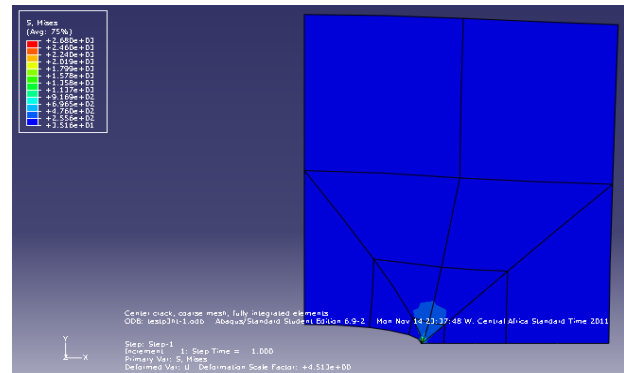 S, Mises
(Avg: 75%)
+2.680e+03
+2.460e+03
+2.240e+03
+2.019e+03
+1.799e+03
+1.578e+03
+1.358e+03
+1.137e+03
+9.169e+02
+6.965e+02
+4.760e+02
+2.556e+02
+3.516e+01
Center crack, coarse mesh, fully integrated elements
ODB: Abaqus/Standard Student Edition 6.9-2 Mon Nov 14 23:37:48 W. Central Africa Standard Time 2011
Y
Z X
Step: Step-1
Increment 1: Step Time = 1.000
Primary Var: S, Mises
Deformed Var: U Deformation Scale Factor: +4.513e+00